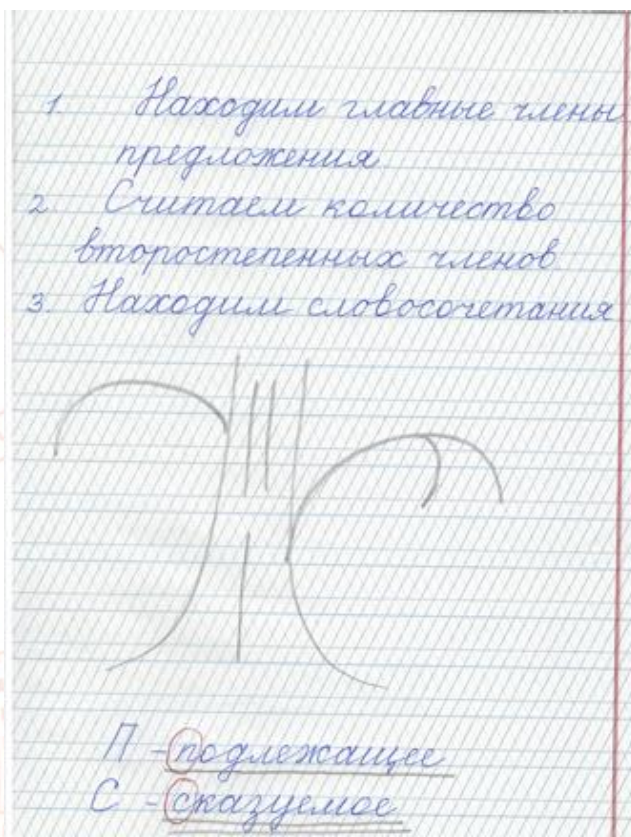 1. Находим главные члены
предложения.
2. Считаем количество
второстепенных членов.
3. Находим словосочетания
П - подлежащее
С - сказуемое